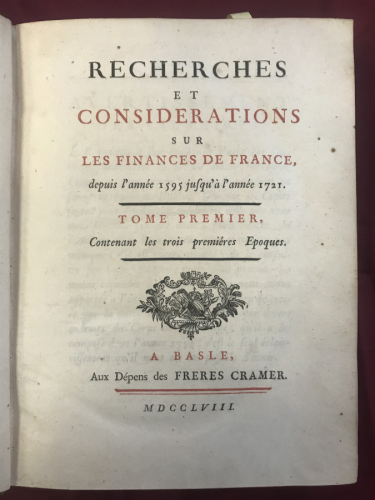 RECHERCHES
ET
CONSIDERATIONS
SUR
LES FINANCES DE FRANCE,
depuis l'année 1595 jusqu'à l'année 1721.
TOME PREMIER,
Contenant les trois premiéres Epoques.
A BASLE,
Aux Dépens des FRERES CRAMER.
MDCCLVIII.